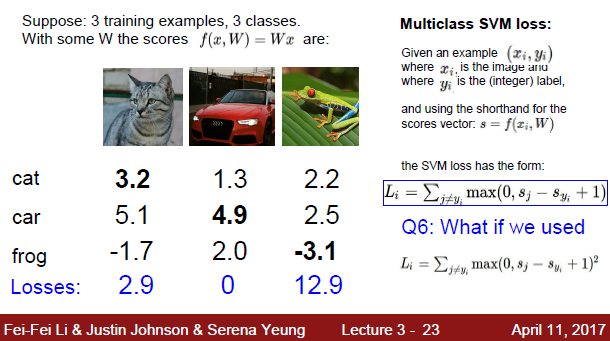 Suppose: 3 training examples, 3 classes.
With some W the scores f(x, W) = Wx are:
cat 3.2 1.3 2.2
car 5.1 4.9 2.5
frog -1.7 2.0 -3.1
Losses: 2.9 0 12.9
Multiclass SVM loss:
Given an example (x_i, y_i)
where x_i is the image and
where y_i is the (integer) label,
and using the shorthand for the
scores vector: s = f(x_i, W)
the SVM loss has the form:
L_i = ∑_{j≠y_i} max(0, s_j − s_{y_i} + 1)
Q6: What if we used
L_i = ∑_{j≠y_i} max(0, s_j − s_{y_i} + 1)²
Fei-Fei Li & Justin Johnson & Serena Yeung Lecture 3 - 23 April 11, 2017